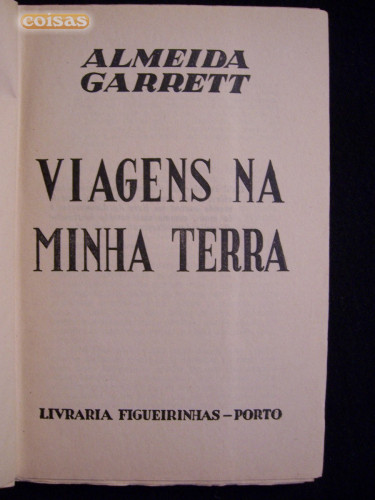 coisas
ALMEIDA
GARRETT
VIAGENS NA
MINHA TERRA
LIVRARIA FIGUEIRINHAS – PORTO